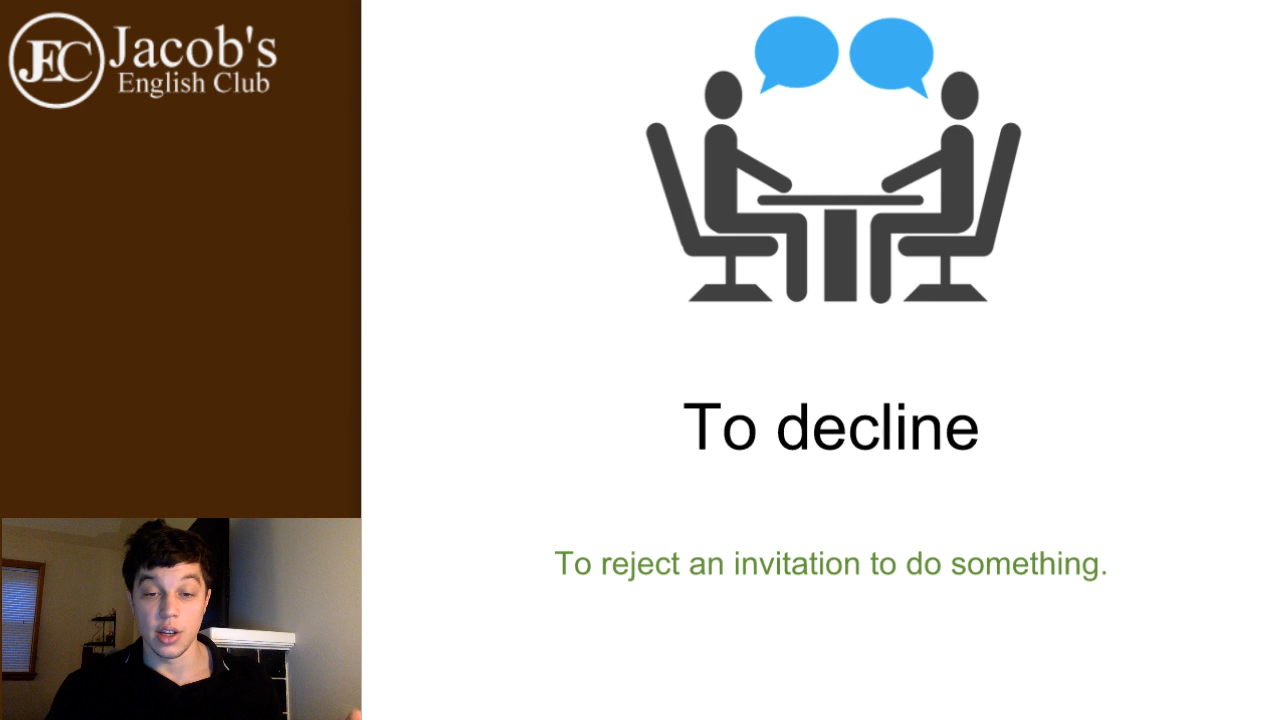 JEC
Jacob's
English Club
To decline
To reject an invitation to do something.